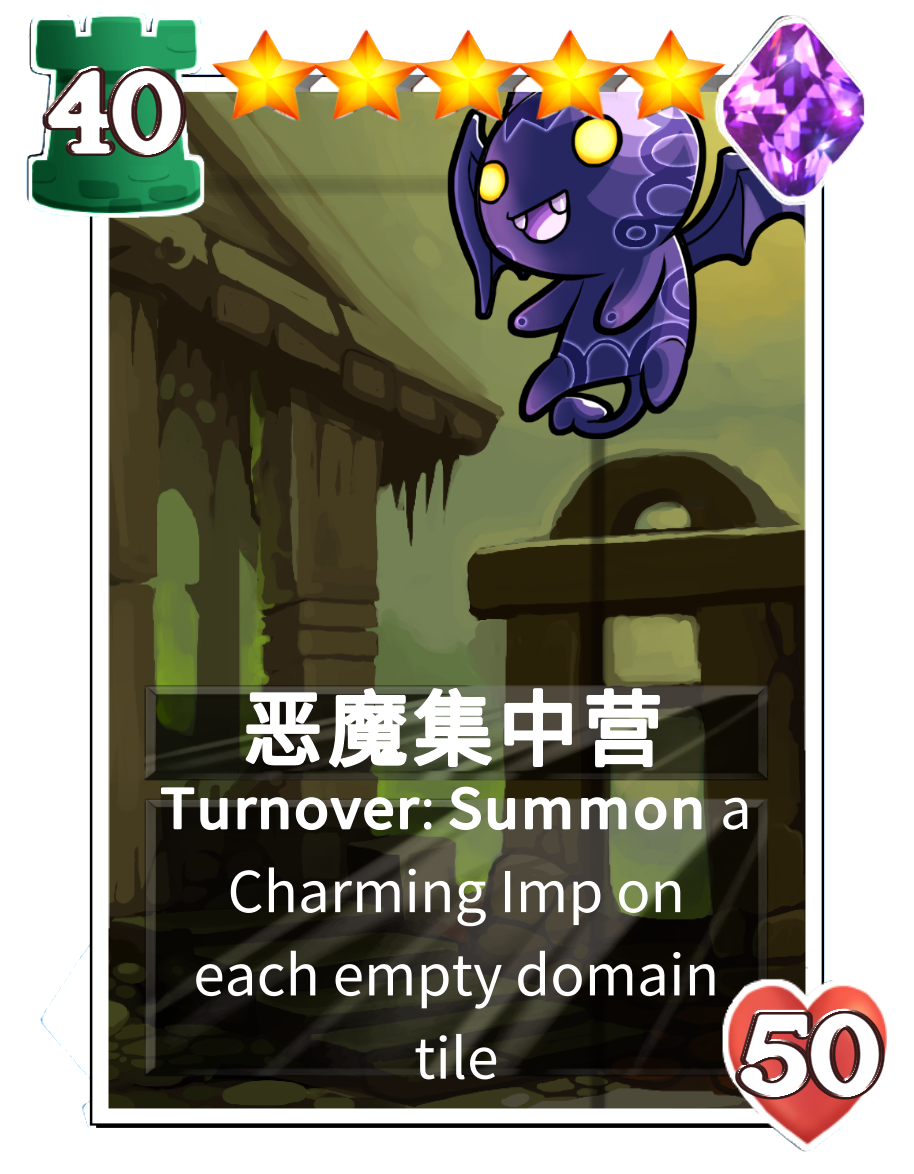 40
恶魔集中营
Turnover: Summon a
Charming Imp on
each empty domain
tile
50